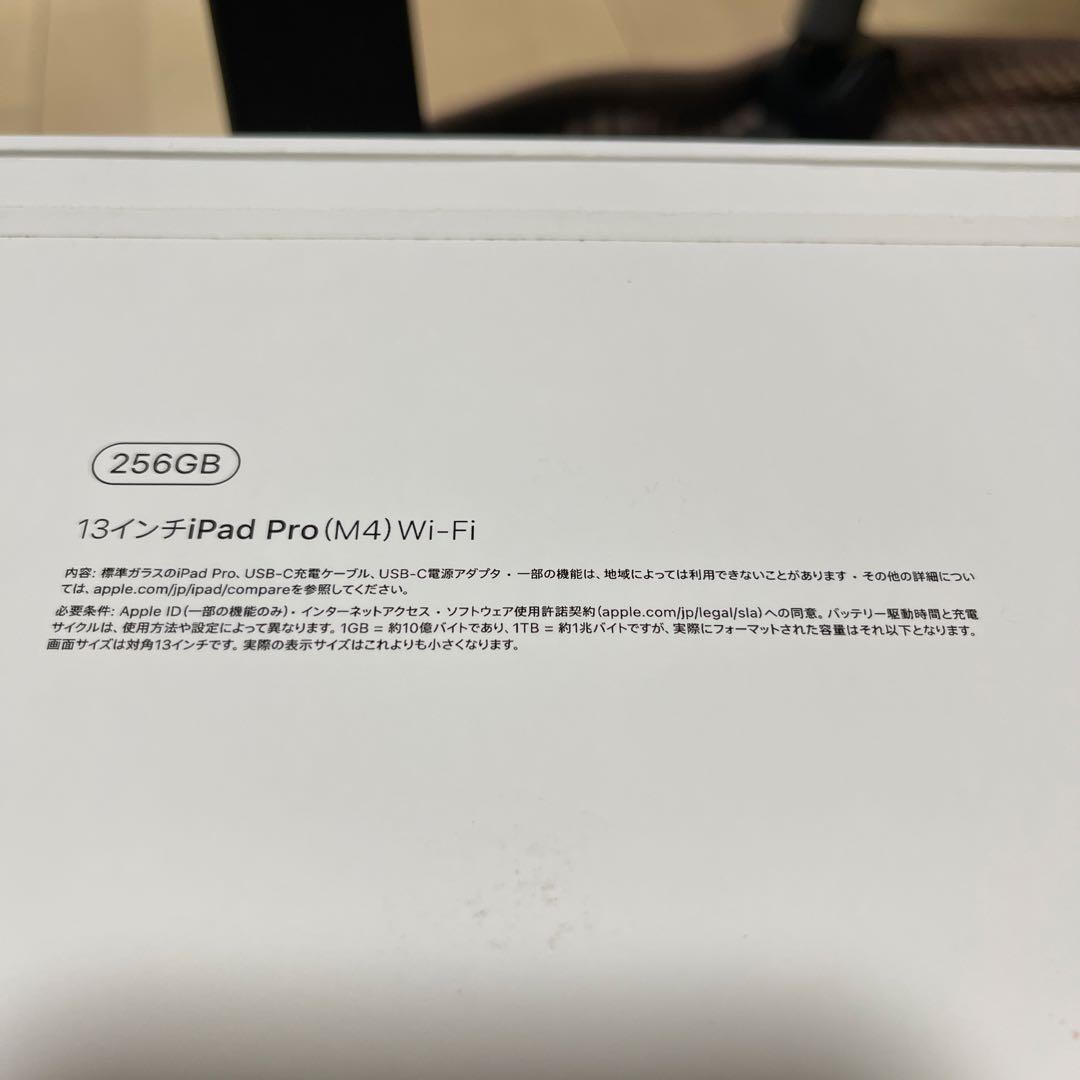 256GB
13インチiPad Pro(M4)Wi-Fi
内容: 標準ガラスのiPad Pro、USB-C充電ケーブル、USB-C電源アダプタ・一部の機能は、地域によっては利用できないことがあります・その他の詳細につい
ては、apple.com/jp/ipad/compareを参照してください。
必要条件: Apple ID(一部の機能のみ)・インターネットアクセス・ソフトウェア使用許諾契約(apple.com/jp/legal/sla)への同意。バッテリー駆動時間と充電
サイクルは、使用方法や設定によって異なります。1GB = 約10億バイトであり、1TB = 約1兆バイトですが、実際にフォーマットされた容量はそれ以下となります。
画面サイズは対角13インチです。実際の表示サイズはこれよりも小さくなります。